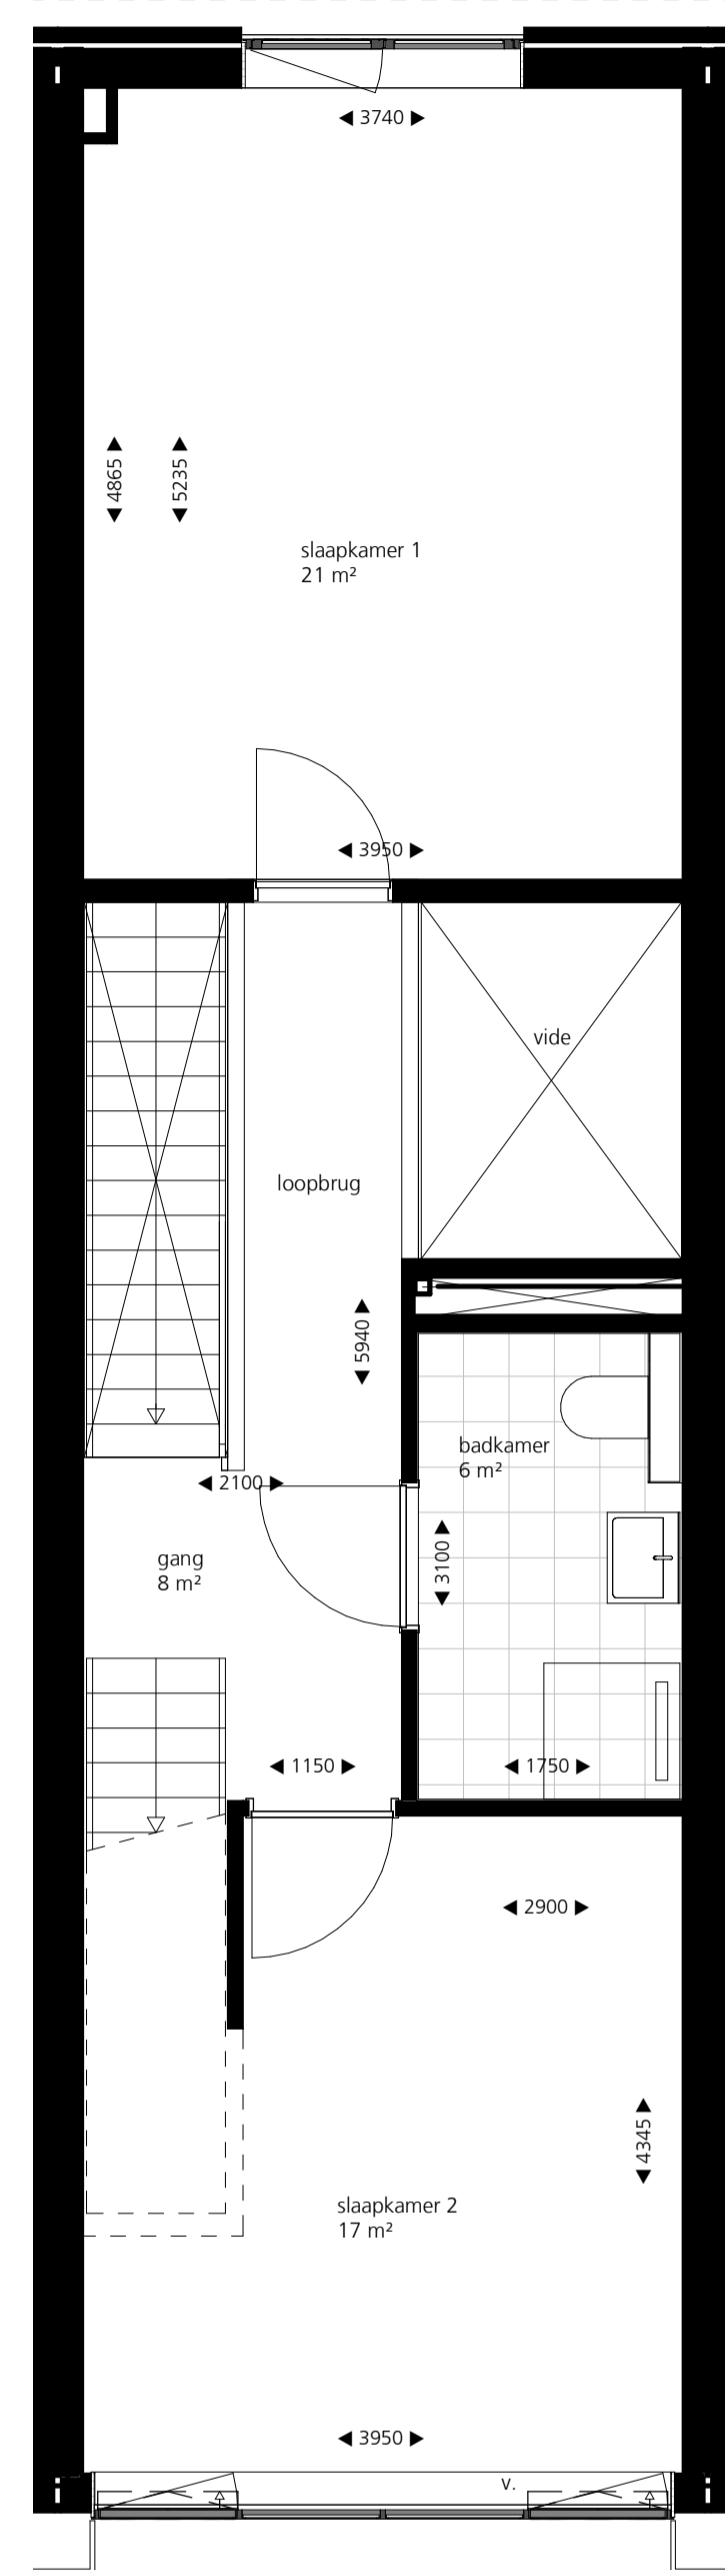 3740
4865
5235
slaapkamer 1
21 m²
3950
vide
loopbrug
5940
badkamer
6 m²
2100
3100
gang
8 m²
1150
1750
2900
4345
slaapkamer 2
17 m²
3950
v.